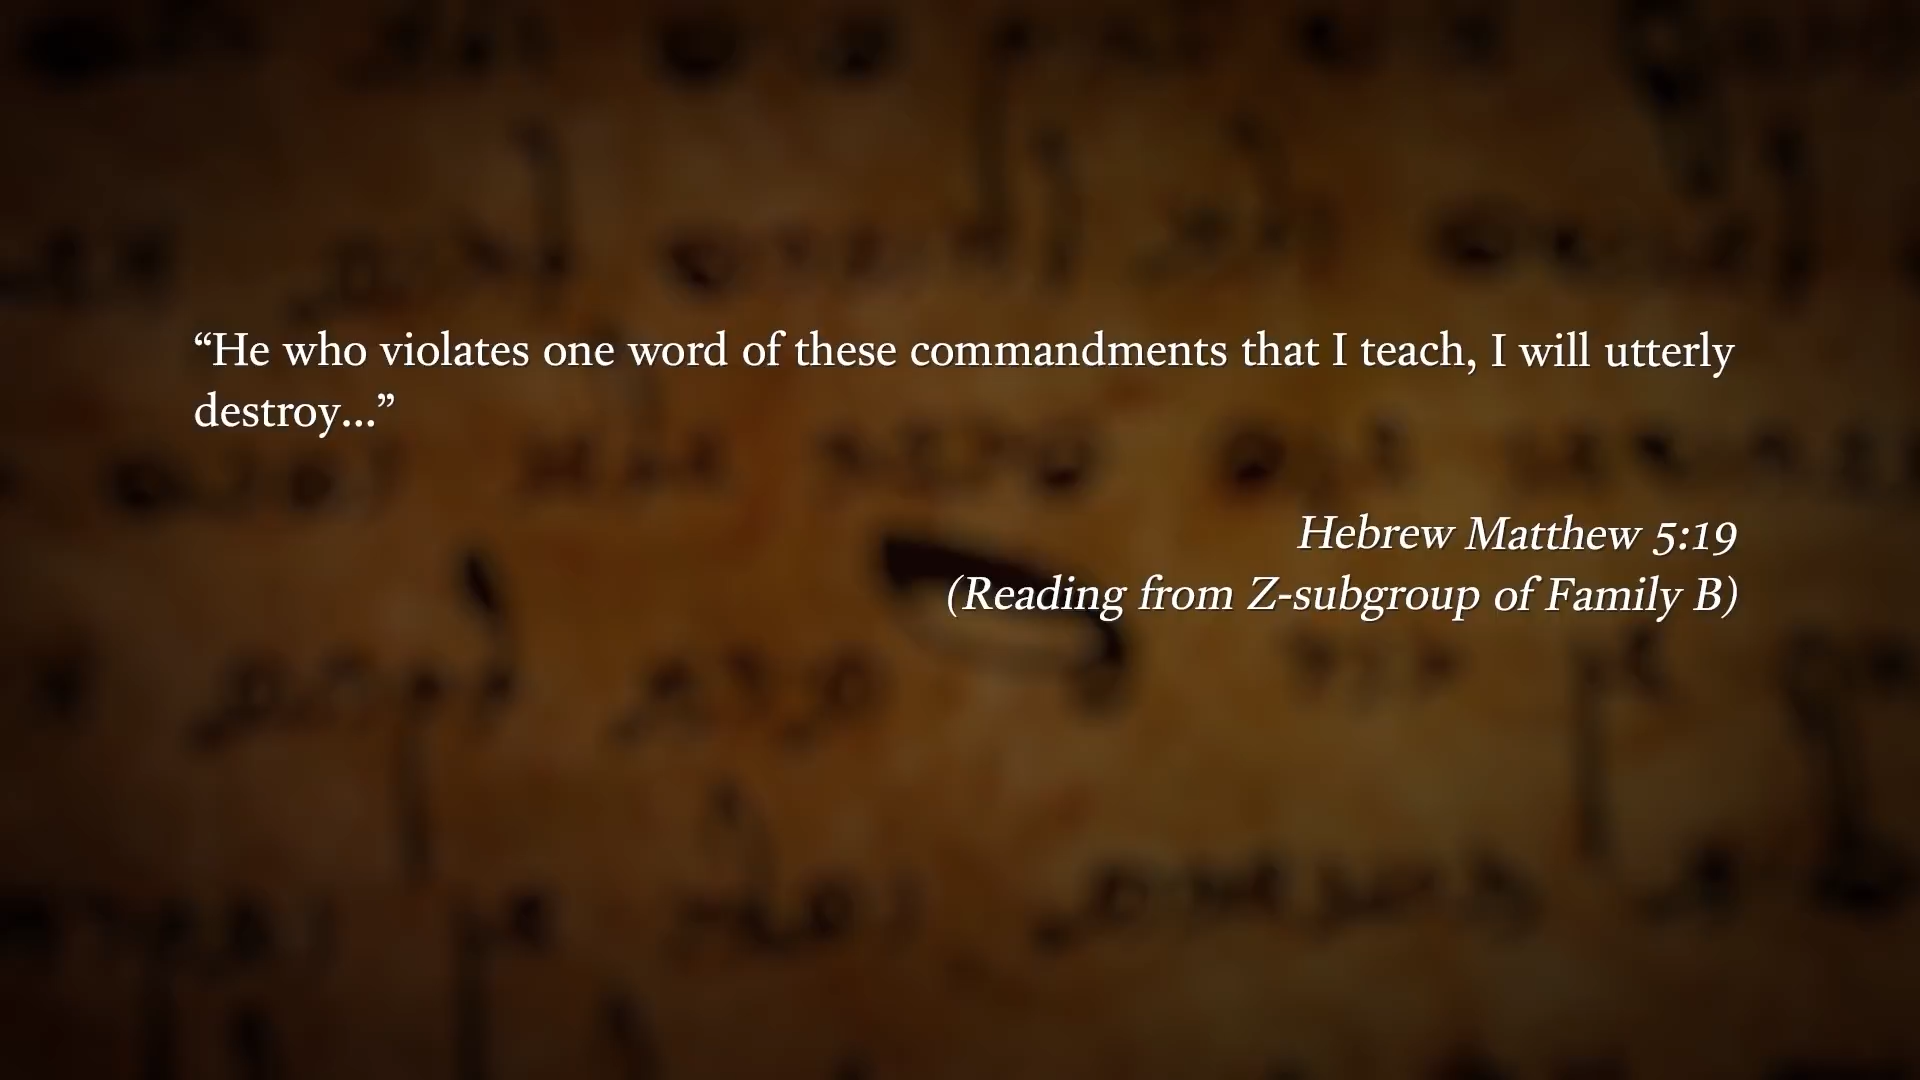 “He who violates one word of these commandments that I teach, I will utterly
destroy...”
Hebrew Matthew 5:19
(Reading from Z-subgroup of Family B)